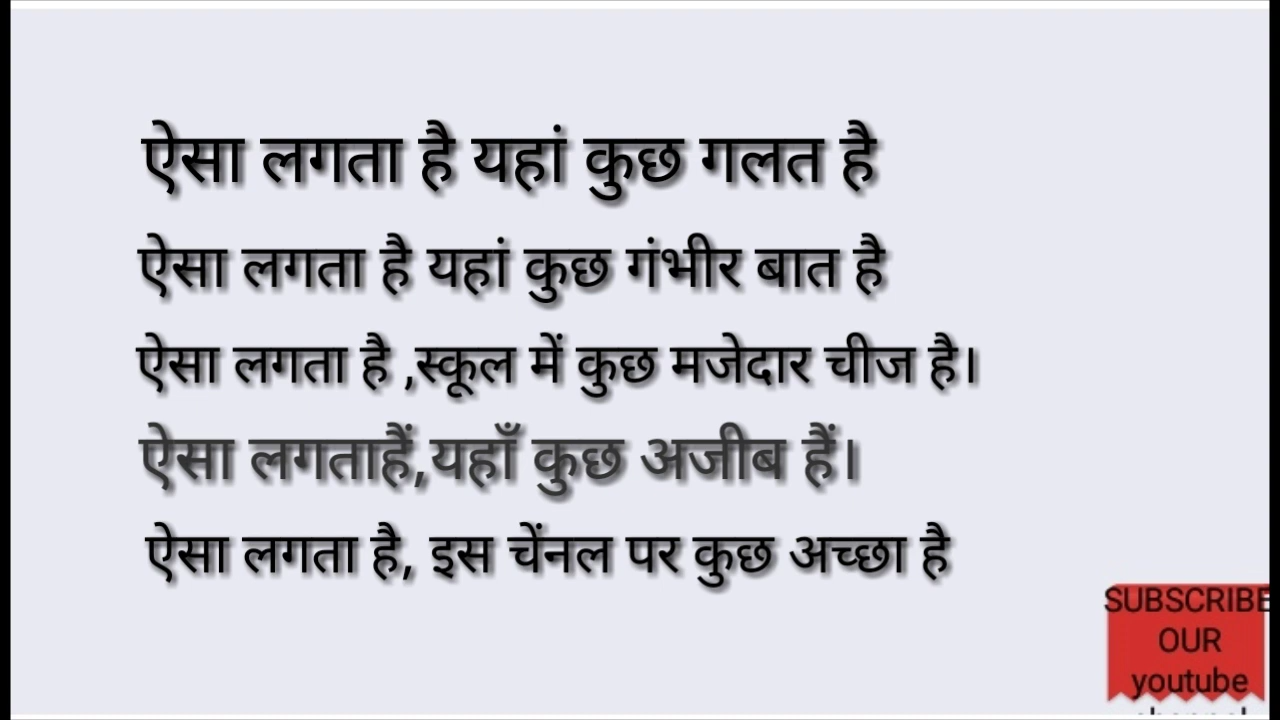 ऐसा लगता है यहां कुछ गलत है
ऐसा लगता है यहां कुछ गंभीर बात है
ऐसा लगता है ,स्कूल में कुछ मजेदार चीज है।
ऐसा लगताहैं,यहाँ कुछ अजीब हैं।
ऐसा लगता है, इस चेंनल पर कुछ अच्छा है
SUBSCRIBE
OUR
youtube